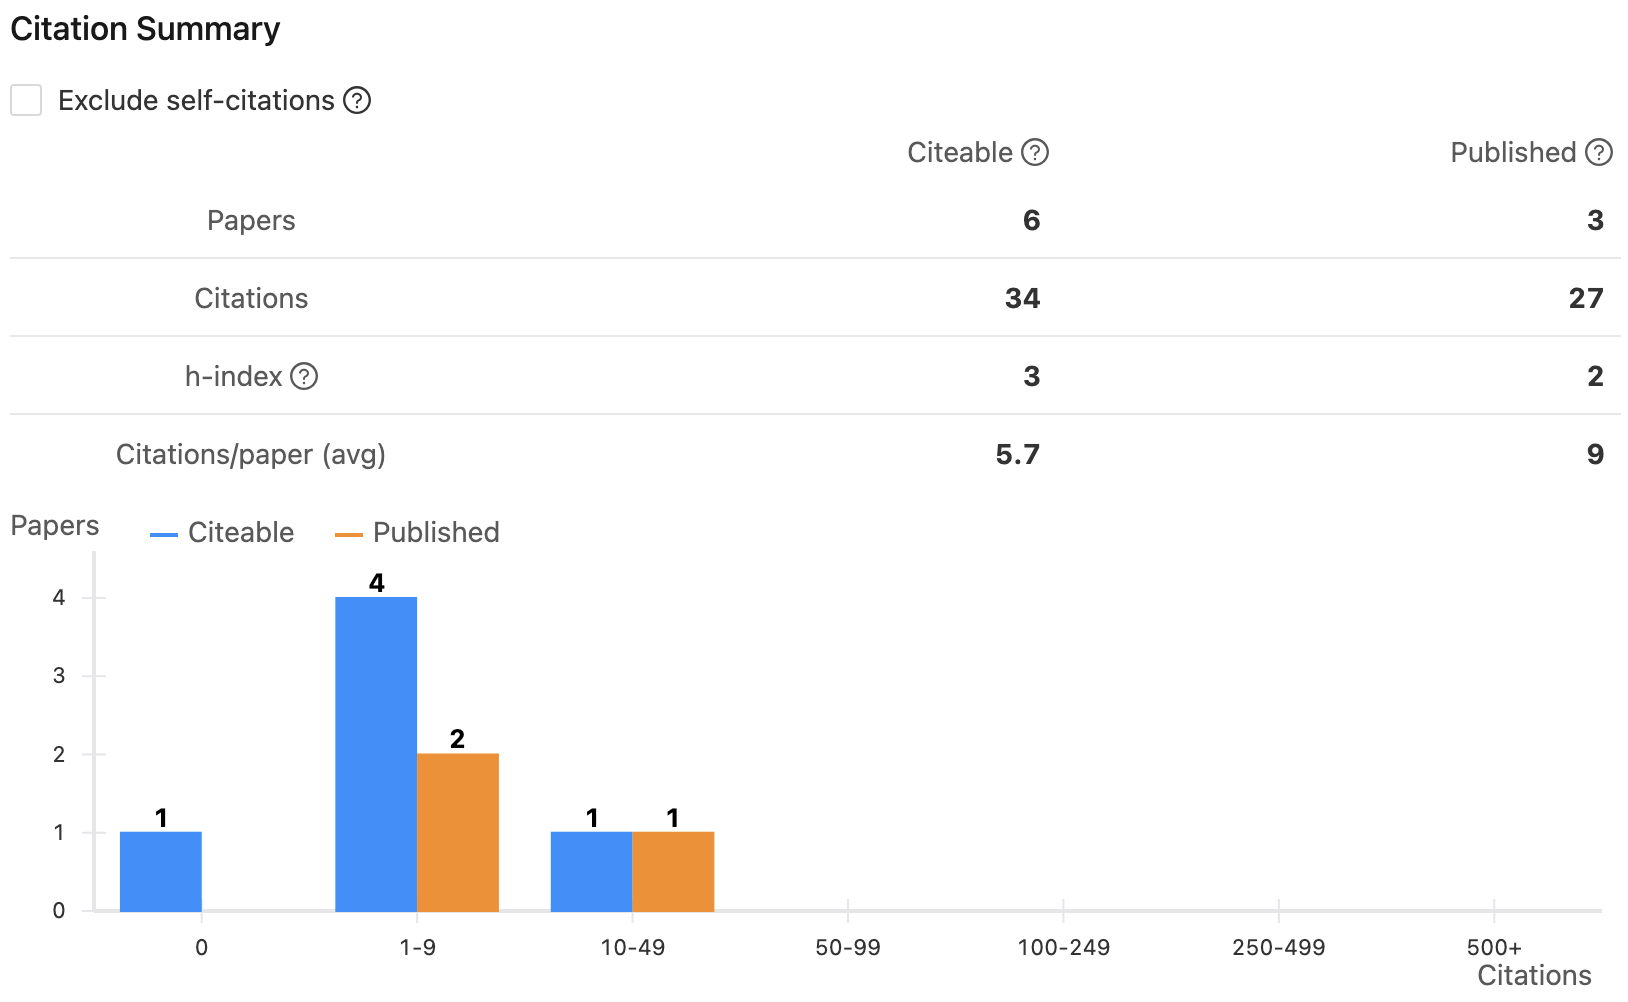 Citation Summary
Exclude self-citations ?
Citeable ? Published ?
Papers 6 3
Citations 34 27
h-index ? 3 2
Citations/paper (avg) 5.7 9
Papers Citeable Published
4
3
2
1
0
1 4 2 1 1
0 1-9 10-49 50-99 100-249 250-499 500+
Citations